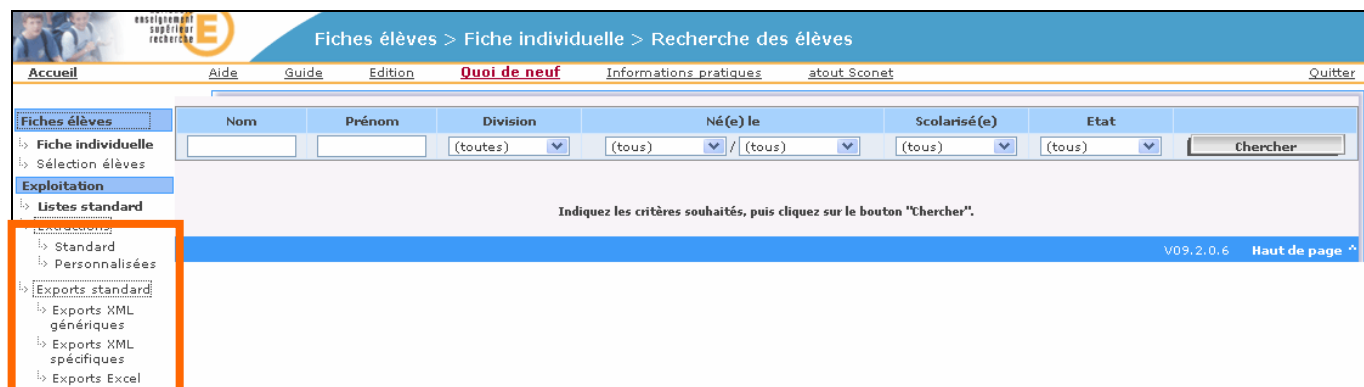 enseignement
supérieur
recherche
Fiches élèves > Fiche individuelle > Recherche des élèves
Accueil Aide Guide Edition Quoi de neuf Informations pratiques atout Sconet Quitter
Fiches élèves
Fiche individuelle
Sélection élèves
Exploitation
Listes standard
Extractions
Standard
Personnalisées
Exports standard
Exports XML
génériques
Exports XML
spécifiques
Exports Excel
Nom Prénom Division Né(e) le Scolarisé(e) Etat
(toutes) (tous) / (tous) (tous) (tous) Chercher
Indiquez les critères souhaités, puis cliquez sur le bouton "Chercher".
V09.2.0.6 Haut de page ^